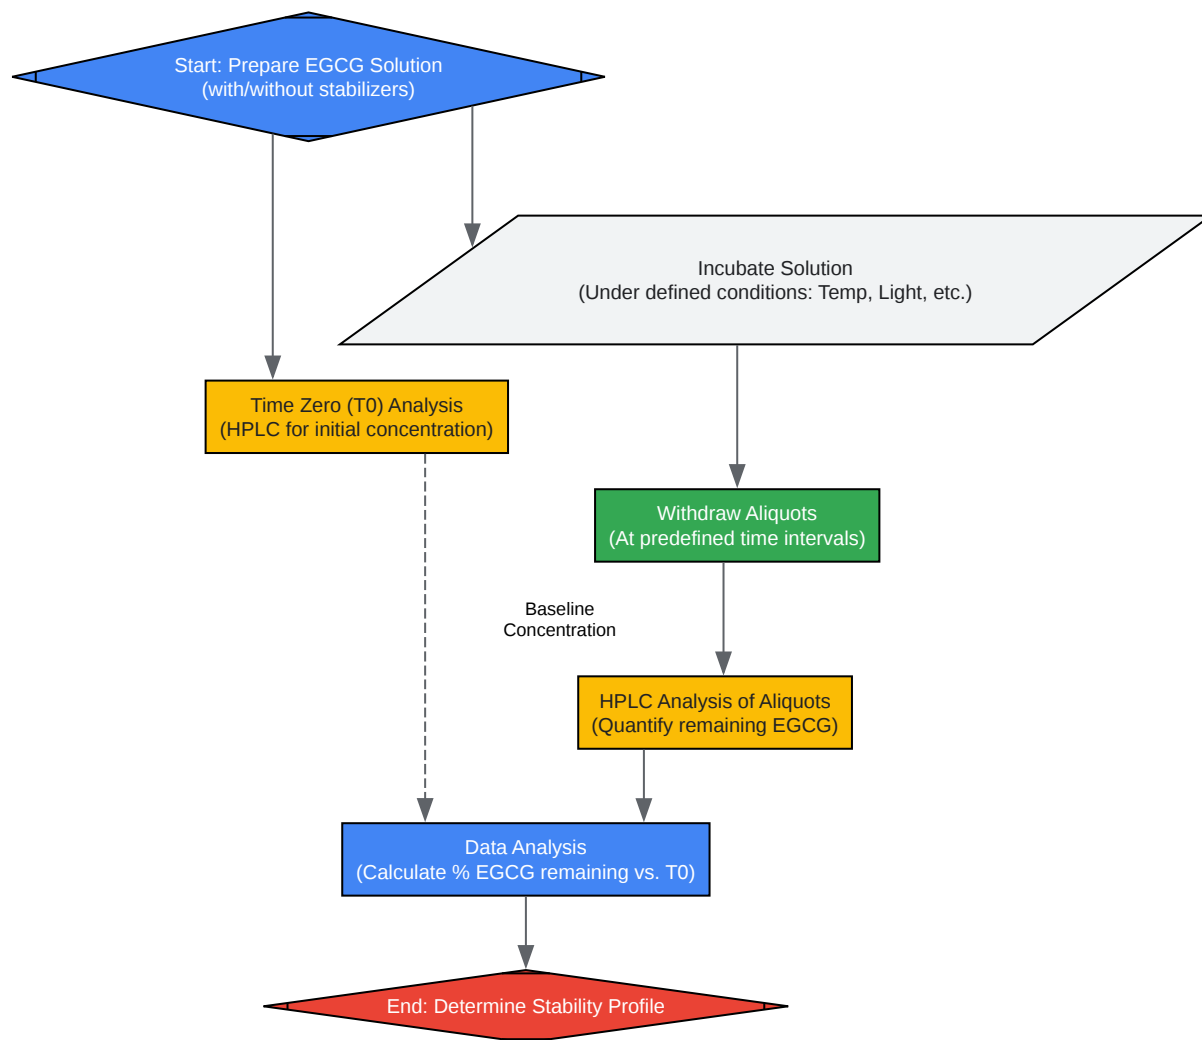 Start: Prepare EGCG Solution
(with/without stabilizers)
Incubate Solution
(Under defined conditions: Temp, Light, etc.)
Time Zero (T0) Analysis
(HPLC for initial concentration)
Withdraw Aliquots
(At predefined time intervals)
Baseline
Concentration
HPLC Analysis of Aliquots
(Quantify remaining EGCG)
Data Analysis
(Calculate % EGCG remaining vs. T0)
End: Determine Stability Profile